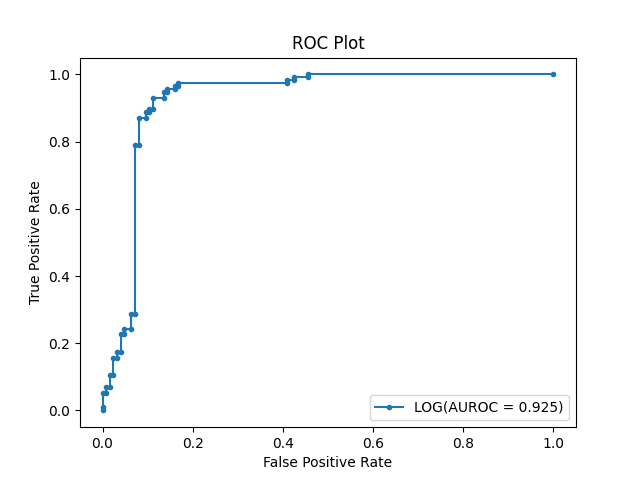 ROC Plot
1.0
0.8
0.6
0.4
0.2
0.0
True Positive Rate
0.0 0.2 0.4 0.6 0.8 1.0
False Positive Rate
LOG(AUROC = 0.925)